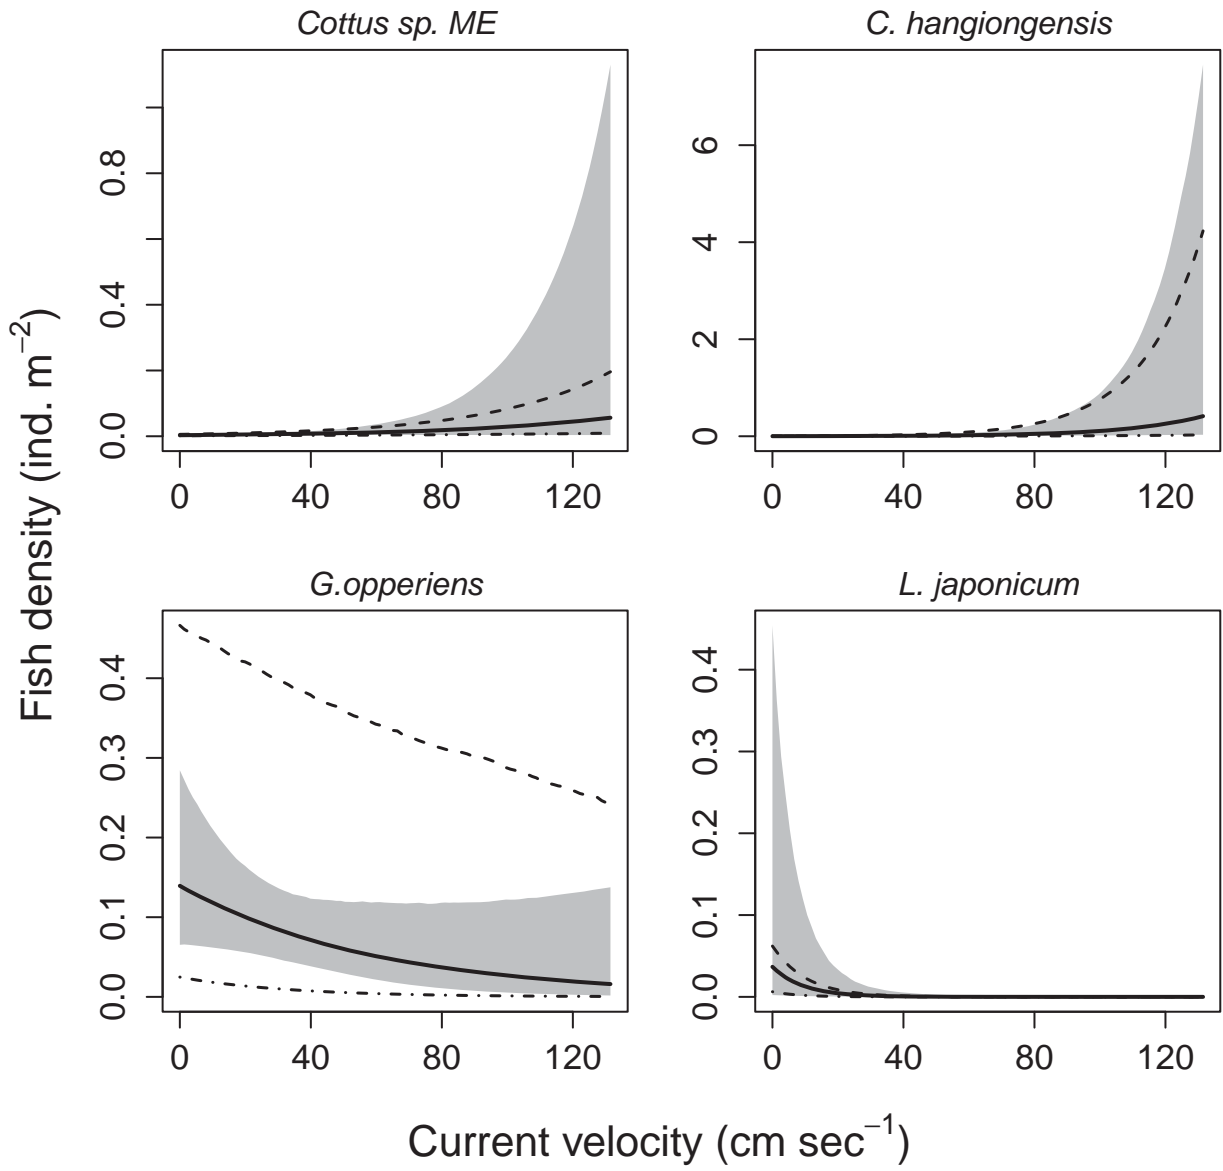 Cottus sp. ME
C. hangiongensis
0.0 0.4 0.8
0 2 4 6
0 40 80 120
0 40 80 120
Fish density (ind. m⁻²)
G.opperiens
L. japonicum
0.0 0.1 0.2 0.3 0.4
0.0 0.1 0.2 0.3 0.4
0 40 80 120
0 40 80 120
Current velocity (cm sec⁻¹)